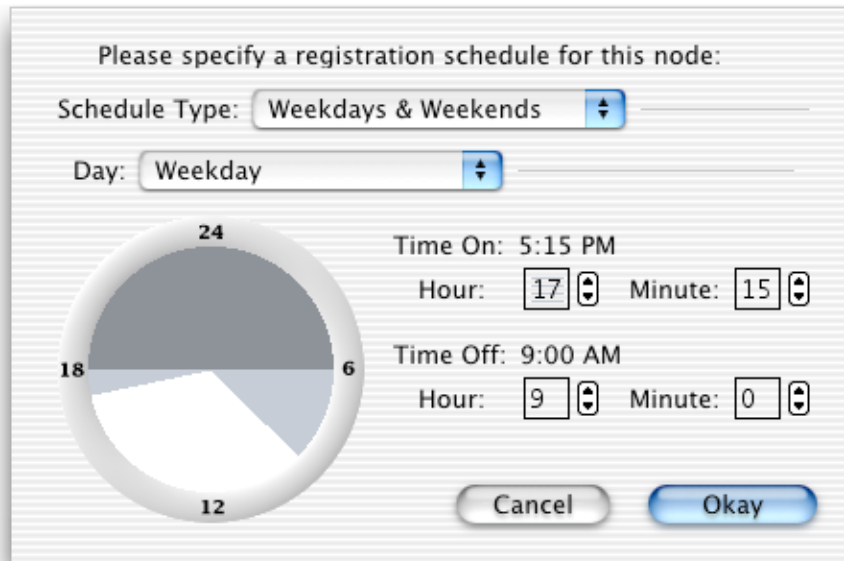 Please specify a registration schedule for this node:
Schedule Type: Weekdays & Weekends
Day: Weekday
24
18
6
12
Time On: 5:15 PM
Hour: 17 Minute: 15
Time Off: 9:00 AM
Hour: 9 Minute: 0
Cancel Okay